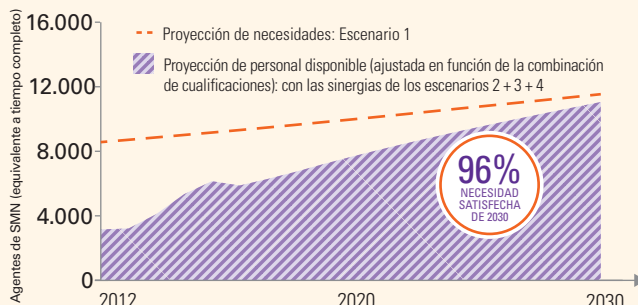 Agentes de SMN (equivalente a tiempo completo)
16.000
12.000
8.000
4.000
0
Proyección de necesidades: Escenario 1
Proyección de personal disponible (ajustada en función de la combinación
de cualificaciones): con las sinergias de los escenarios 2 + 3 + 4
96%
NECESIDAD
SATISFECHA
DE 2030
2012
2020
2030